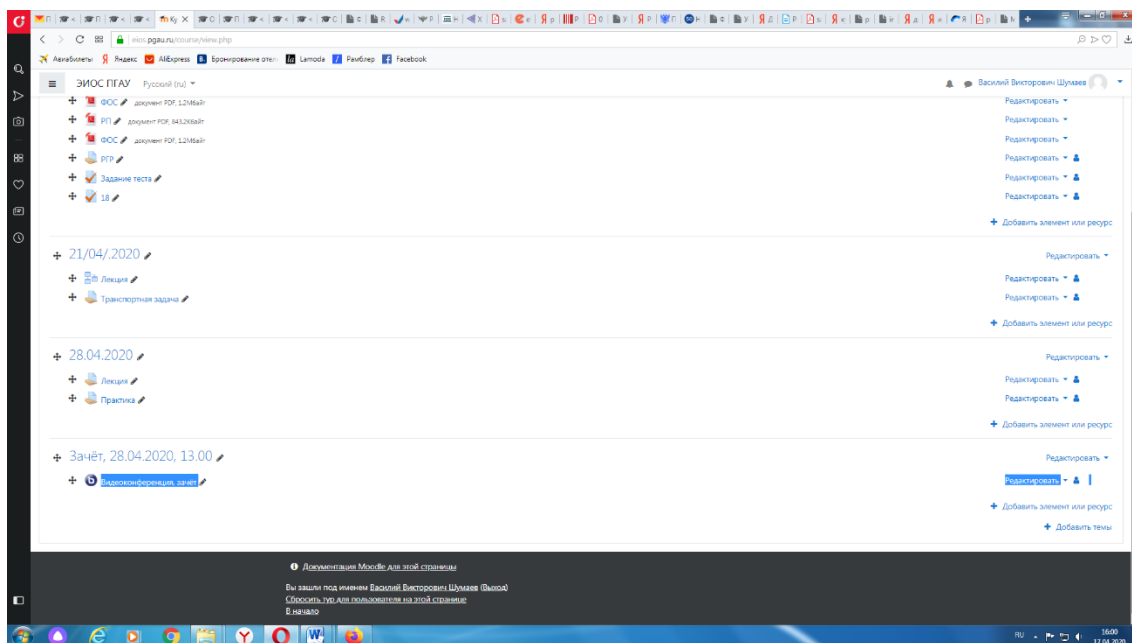 eios.pgau.ru/course/view.php
Авиабилеты Яндекс AliExpress Бронирование отел Lamoda Рамблер Facebook
ЭИОС ПГАУ Русский (ru) Василий Викторович Шумаев
ФОС документ PDF, 1.2Мбайт Редактировать
РП документ PDF, 843.2Кбайт Редактировать
ФОС документ PDF, 1.2Мбайт Редактировать
РГР Редактировать
Задание теста Редактировать
18 Редактировать
Добавить элемент или ресурс
21/04/.2020 Редактировать
Лекция Редактировать
Транспортная задача Редактировать
Добавить элемент или ресурс
28.04.2020 Редактировать
Лекция Редактировать
Практика Редактировать
Добавить элемент или ресурс
Зачёт, 28.04.2020, 13.00 Редактировать
Видеоконференция, зачёт Редактировать
Добавить элемент или ресурс
Добавить темы
Документация Moodle для этой страницы
Вы зашли под именем Василий Викторович Шумаев (Выход)
Сбросить тур для пользователя на этой странице
В начало
RU 16:00
17.04.2020